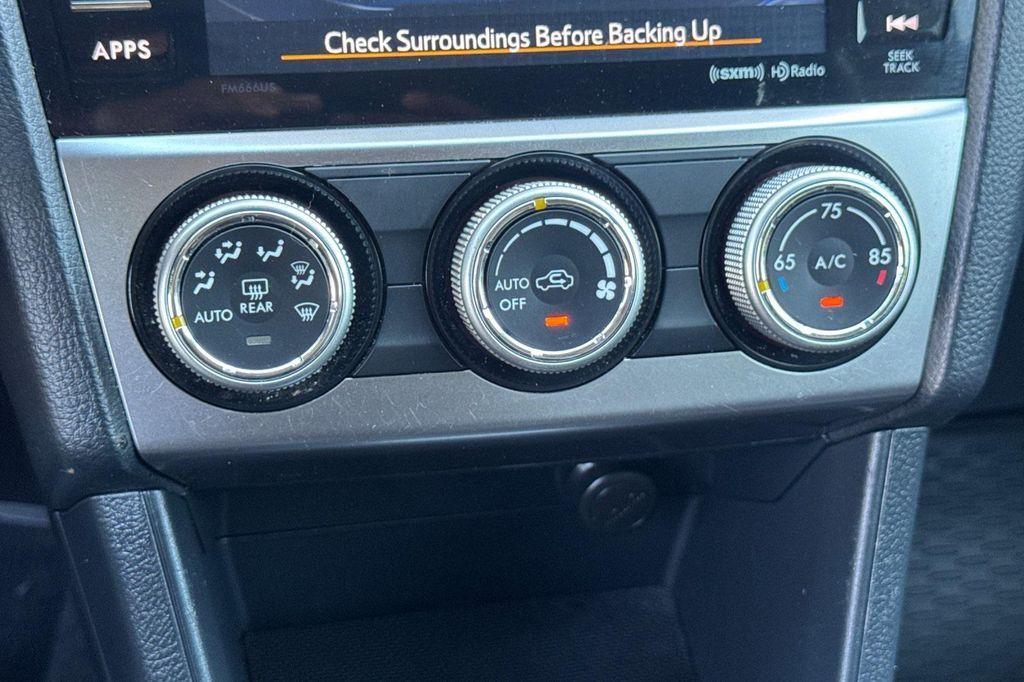 Check Surroundings Before Backing Up
APPS
SEEK
TRACK
((sxm)) HD Radio
FM666US
REAR
AUTO
AUTO
OFF
75
65
A/C
85